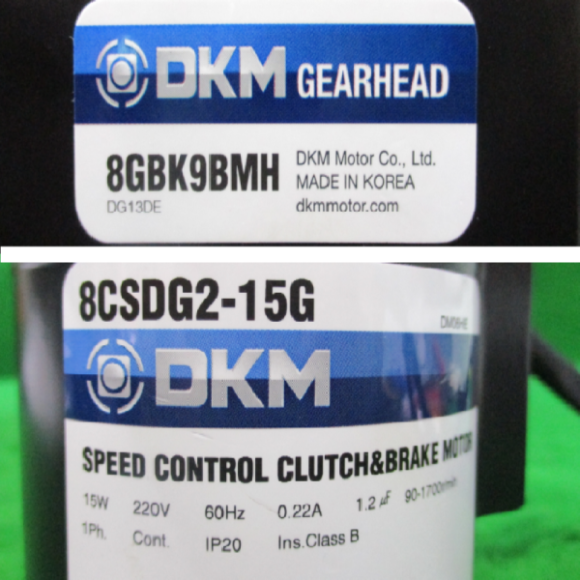 DKM GEARHEAD
8GBK9BMH
DKM Motor Co., Ltd.
MADE IN KOREA
DG13DE
dkmmotor.com
8CSDG2-15G
DKM
SPEED CONTROL CLUTCH&BRAKE MOTOR
15W 220V 60Hz 0.22A 1.2㎌ 90-1700r/min
1Ph. Cont. IP20 Ins.Class B